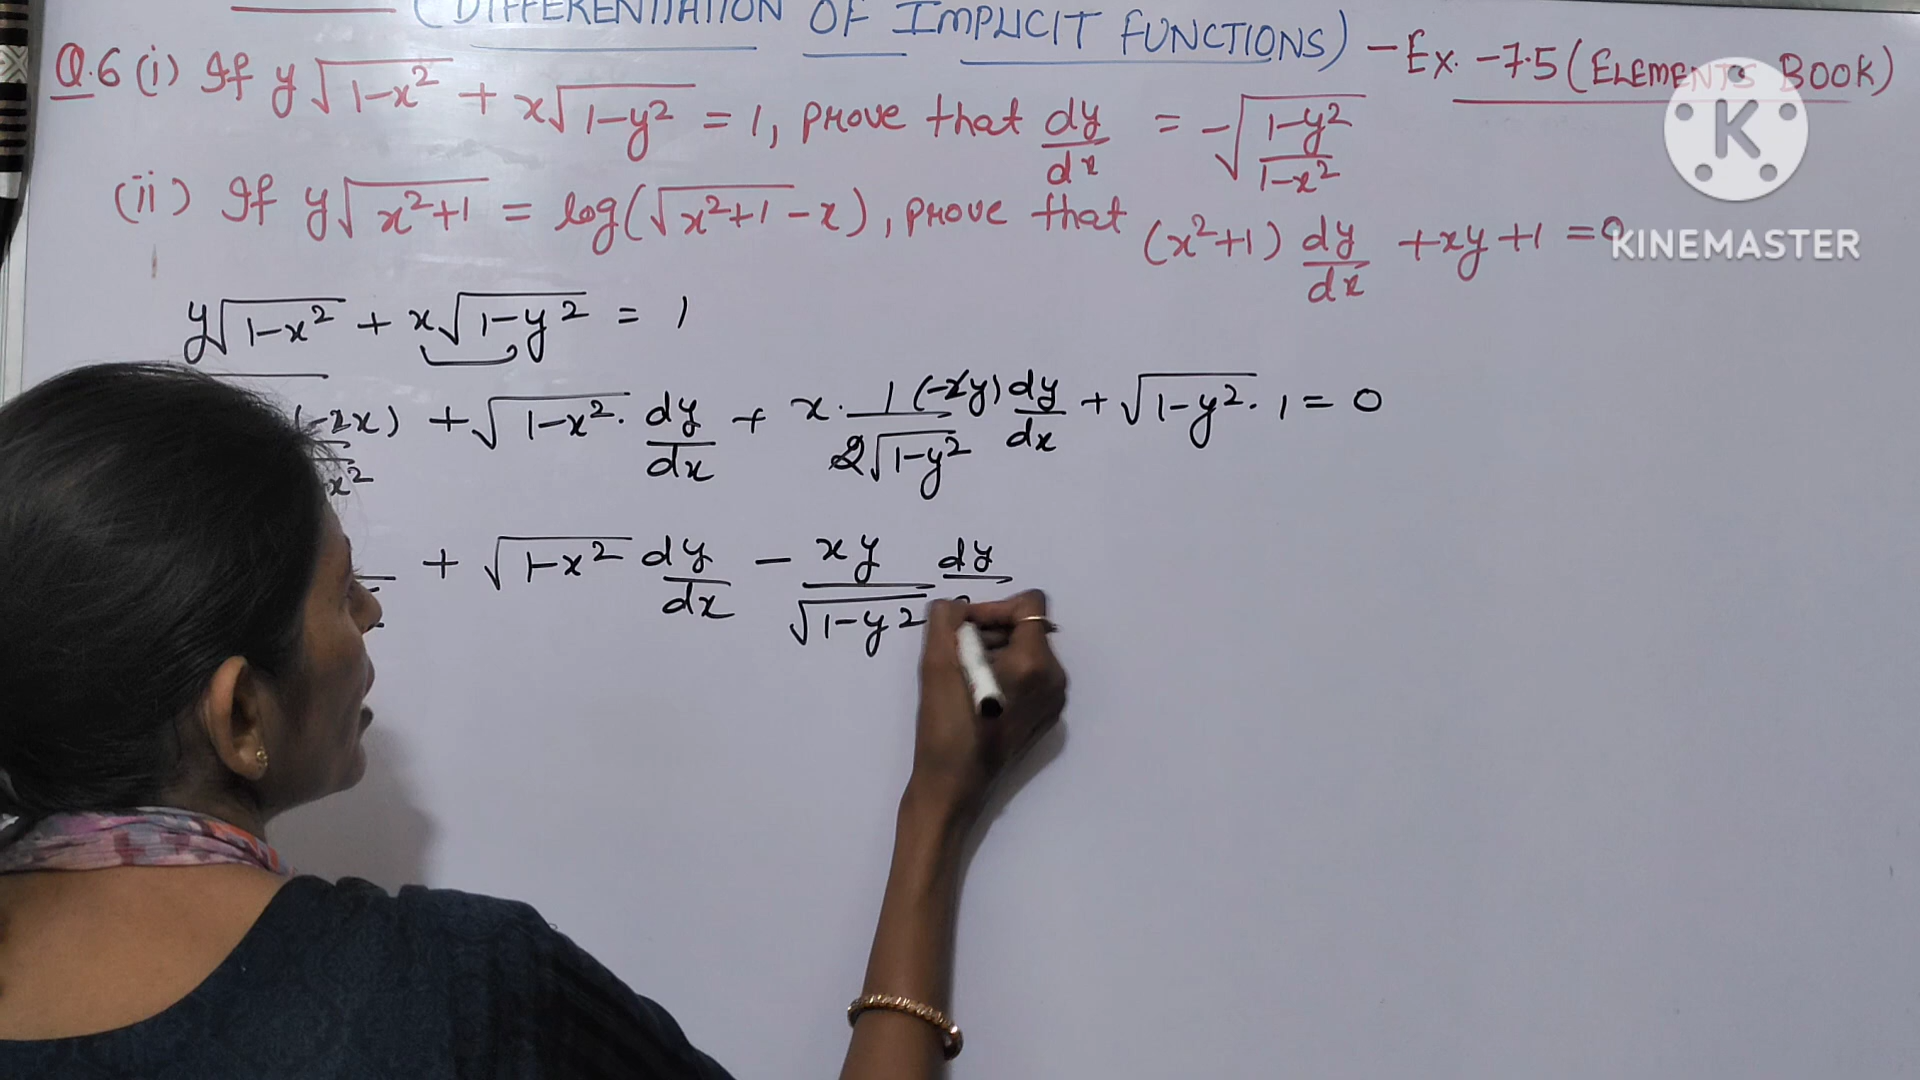 (DIFFERENTIATION OF IMPLICIT FUNCTIONS) – Ex. – 7.5 (ELEMENTS BOOK)
Q.6 (i) If y√(1-x²) + x√(1-y²) = 1, prove that dy/dx = -√((1-y²)/(1-x²))
(ii) If y√(x²+1) = log(√(x²+1) - x), prove that (x²+1) dy/dx + xy + 1 = 0
K
KINEMASTER
y√(1-x²) + x√(1-y²) = 1
(-2x) + √(1-x²) · dy/dx + x · 1/(2√(1-y²)) (-2y) dy/dx + √(1-y²) · 1 = 0
+ √(1-x²) dy/dx - xy/√(1-y²) dy